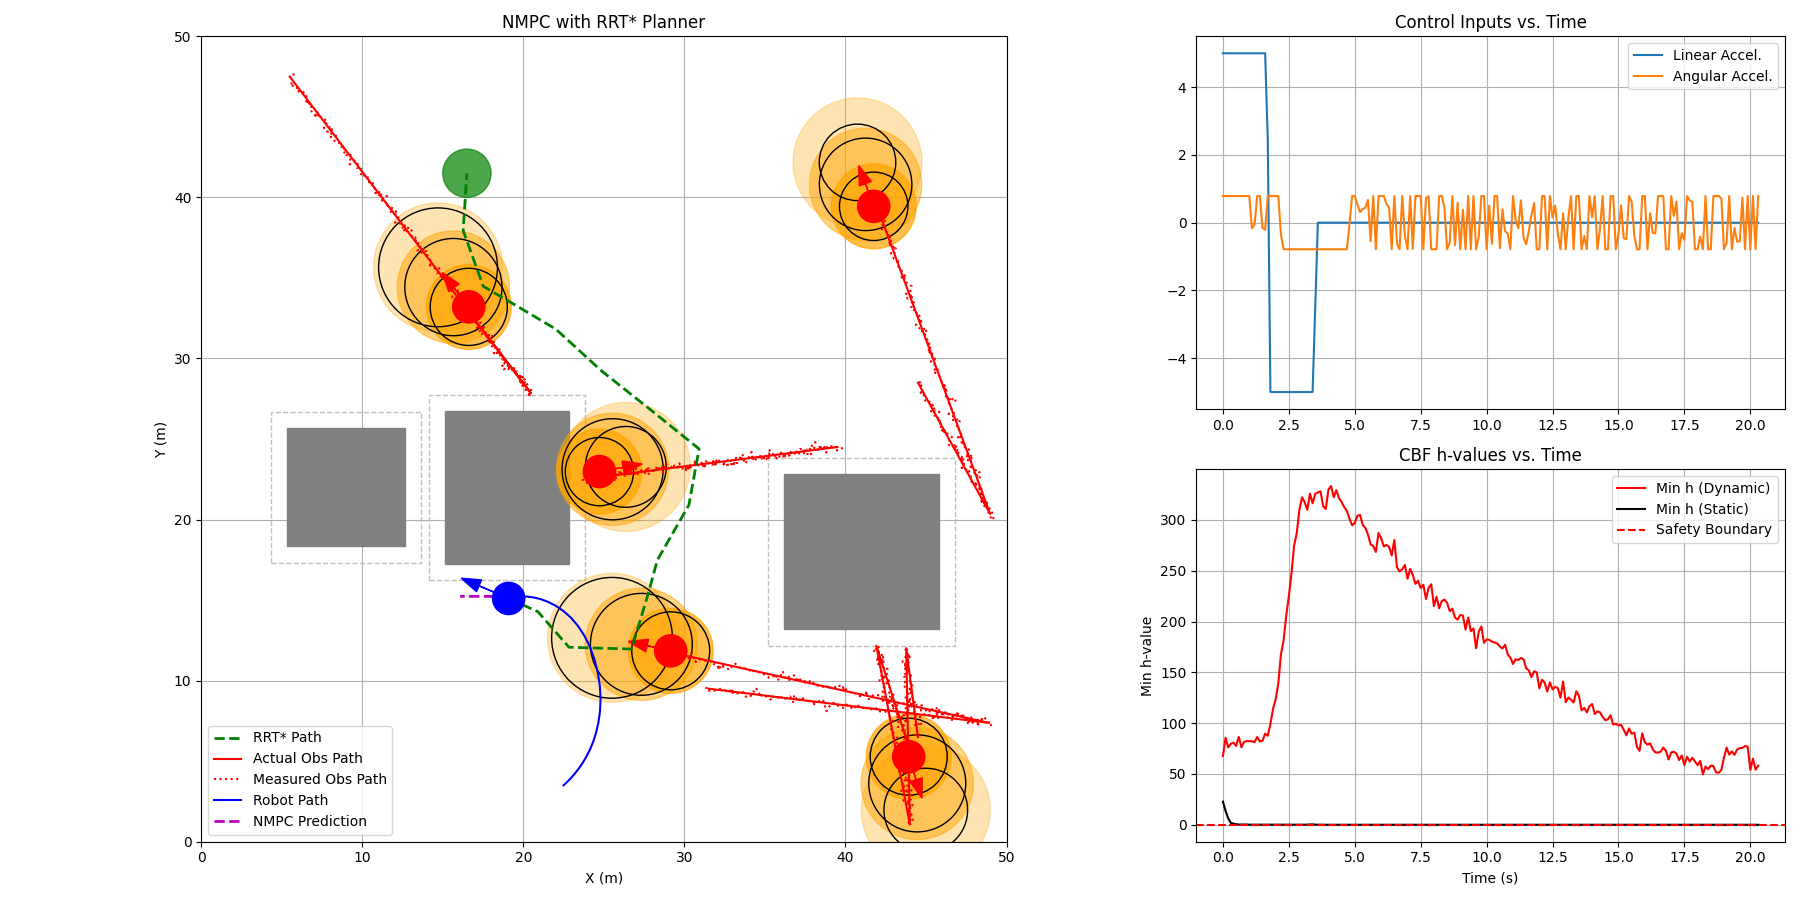 NMPC with RRT* Planner
50
40
30
20
10
0
Y (m)
0 10 20 30 40 50
X (m)
RRT* Path
Actual Obs Path
Measured Obs Path
Robot Path
NMPC Prediction
Control Inputs vs. Time
Linear Accel.
Angular Accel.
4
2
0
−2
−4
0.0 2.5 5.0 7.5 10.0 12.5 15.0 17.5 20.0
CBF h-values vs. Time
Min h (Dynamic)
Min h (Static)
Safety Boundary
300
250
200
150
100
50
0
Min h-value
0.0 2.5 5.0 7.5 10.0 12.5 15.0 17.5 20.0
Time (s)